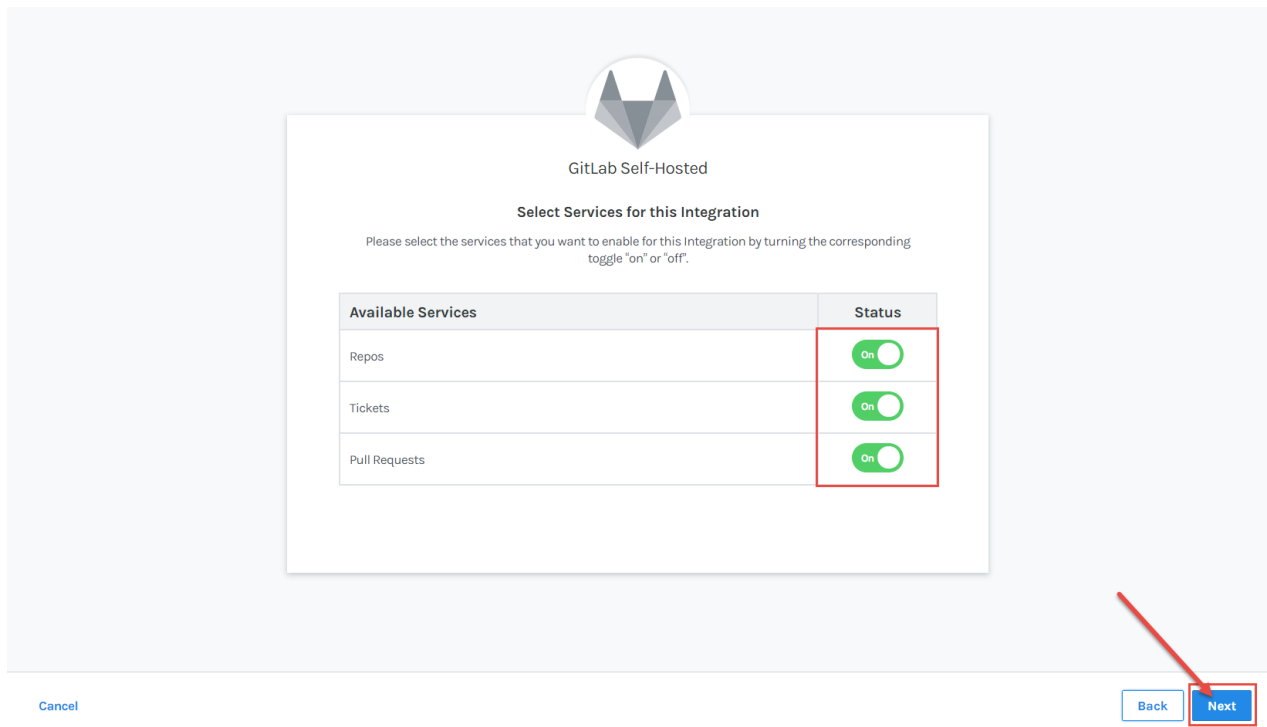 GitLab Self-Hosted
Select Services for this Integration
Please select the services that you want to enable for this Integration by turning the corresponding
toggle "on" or "off".
Available Services
Status
Repos
On
Tickets
On
Pull Requests
On
Cancel
Back
Next